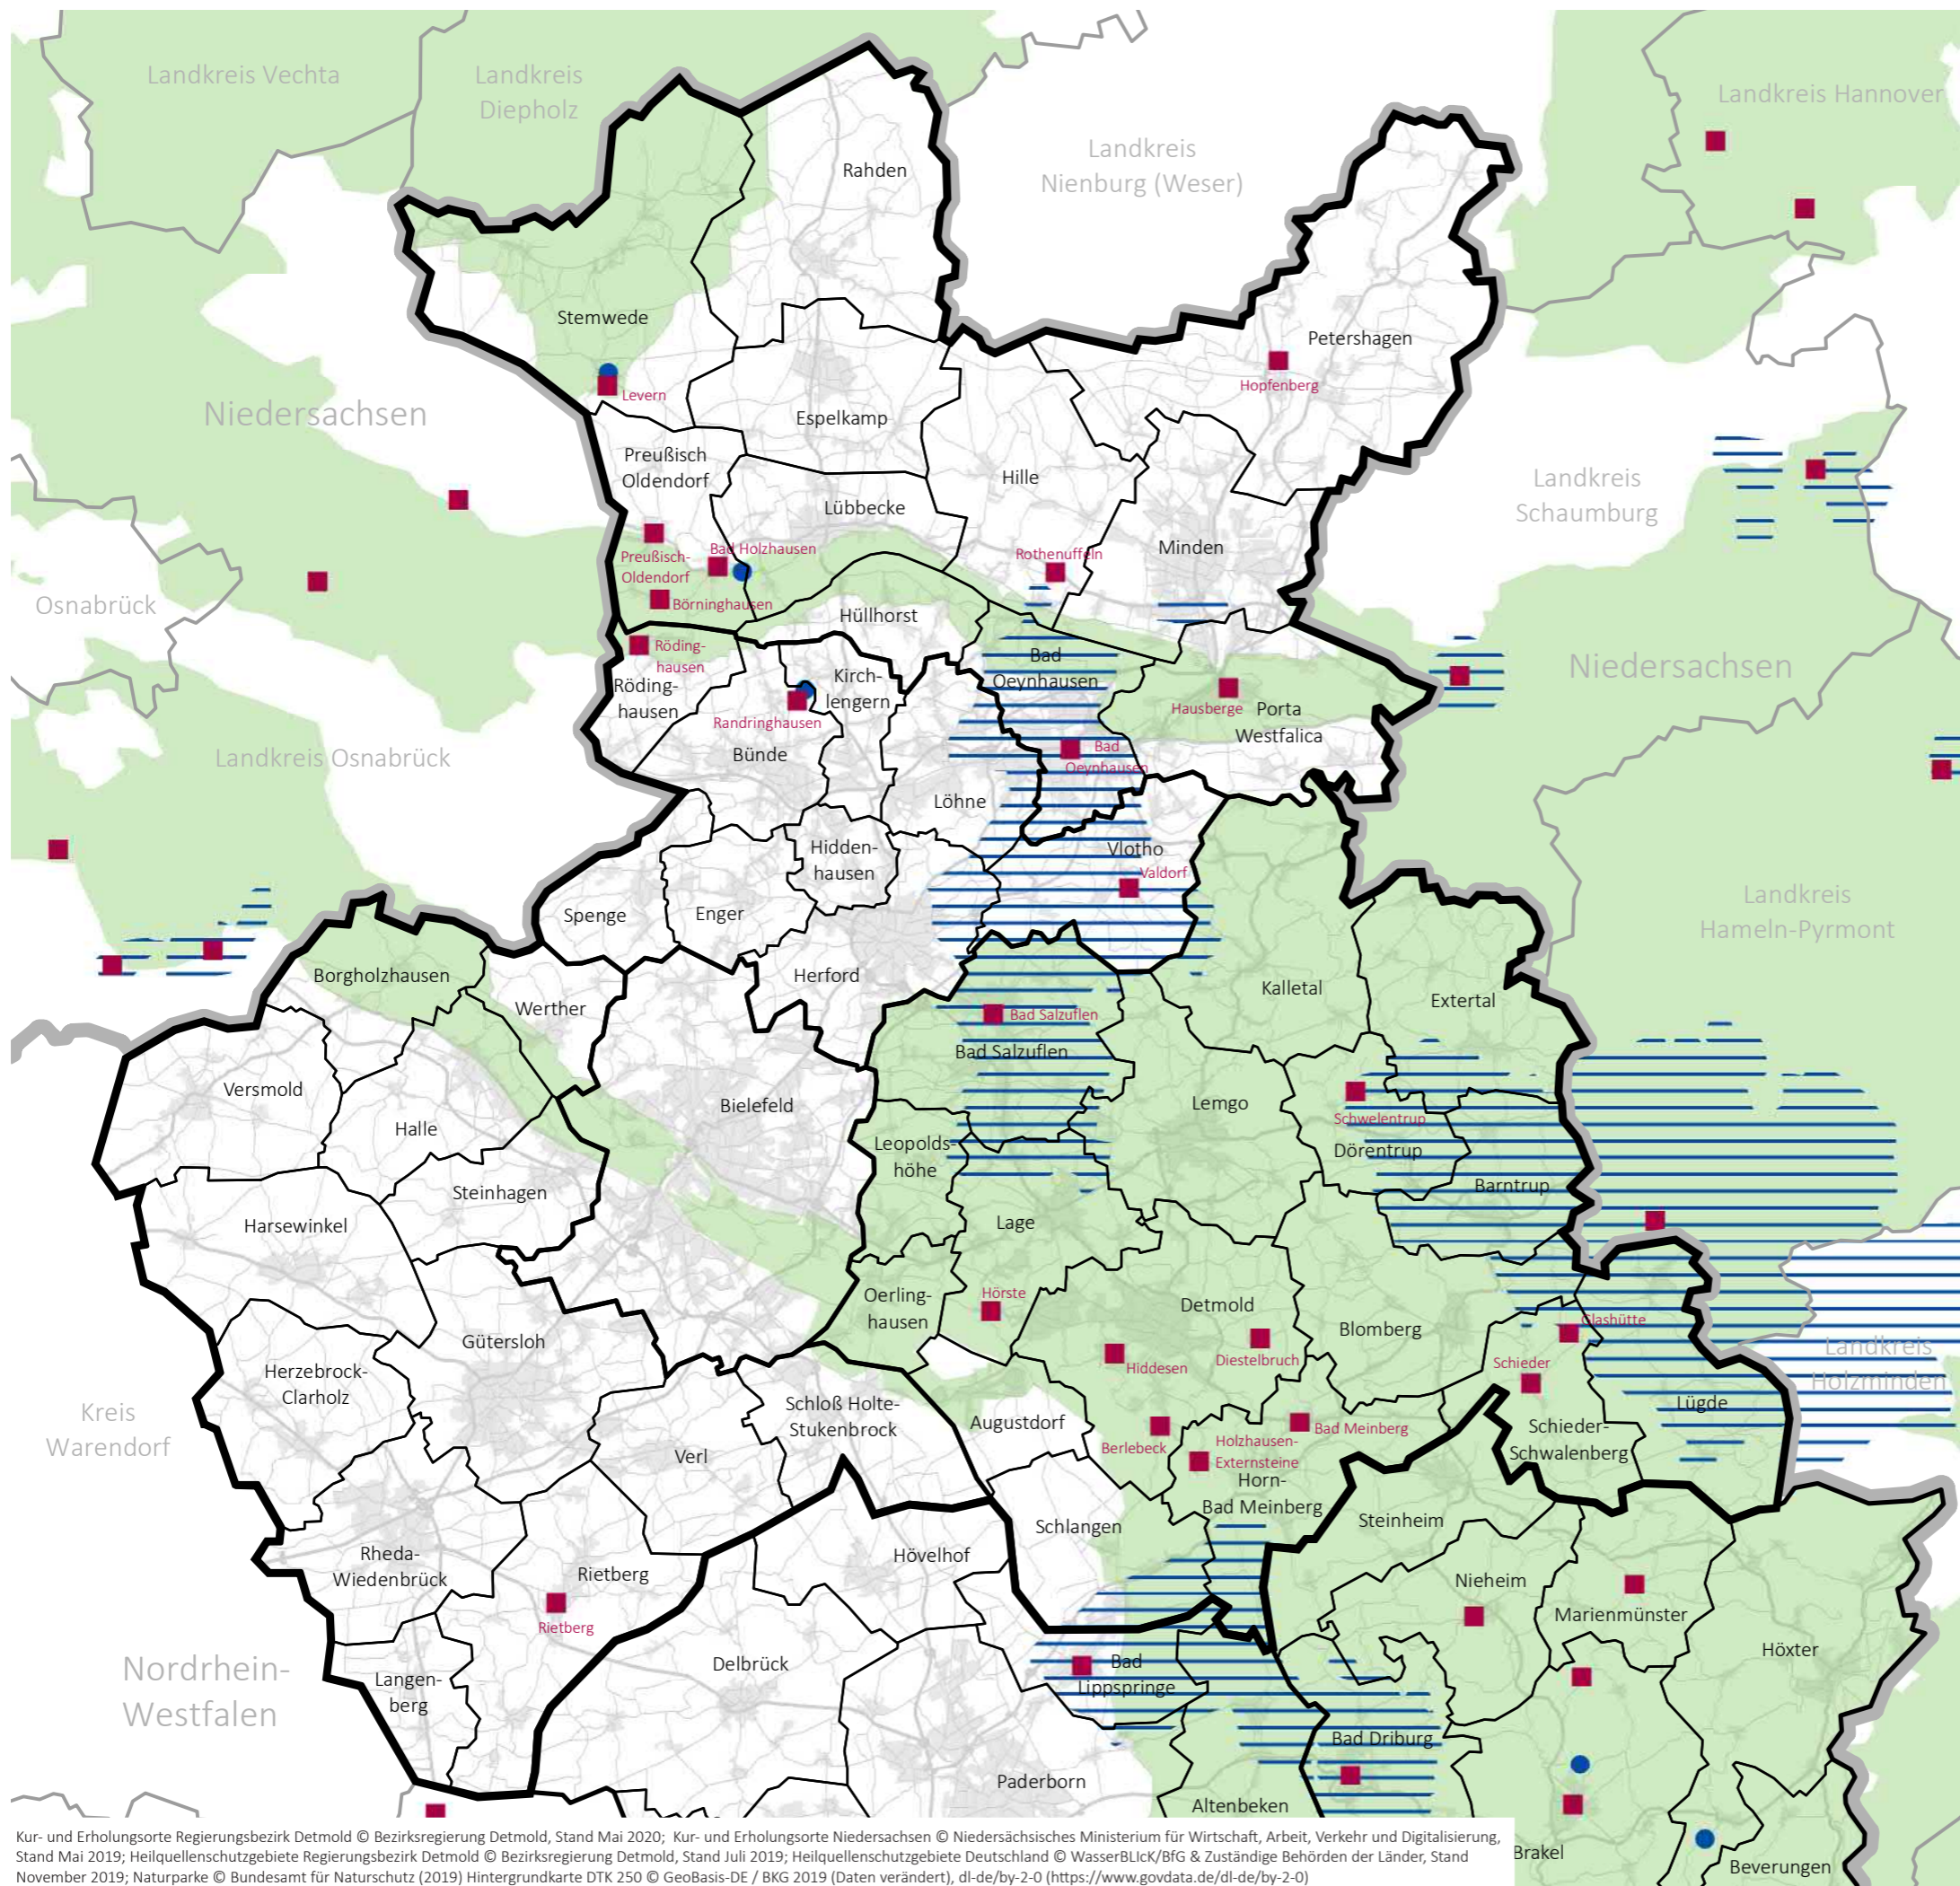 Landkreis Vechta
Landkreis
Diepholz
Landkreis Hannover
Landkreis
Nienburg (Weser)
Rahden
Stemwede
Petershagen
Hopfenberg
Levern
Niedersachsen
Espelkamp
Preußisch
Oldendorf
Hille
Landkreis
Schaumburg
Lübbecke
Minden
Bad Holzhausen
Rothenuffeln
Preußisch-
Oldendorf
Osnabrück
Börninghausen
Hüllhorst
Röding-
hausen
Bad
Oeynhausen
Niedersachsen
Röding-
hausen
Kirch-
lengern
Hausberge
Porta
Westfalica
Randringhausen
Bünde
Landkreis Osnabrück
Bad
Oeynhausen
Löhne
Hidden-
hausen
Vlotho
Valdorf
Spenge
Enger
Landkreis
Hameln-Pyrmont
Borgholzhausen
Herford
Kalletal
Extertal
Werther
Bad Salzuflen
Bad Salzuflen
Versmold
Halle
Bielefeld
Lemgo
Schwelentrup
Dörentrup
Leopolds-
höhe
Steinhagen
Barntrup
Harsewinkel
Lage
Oerling-
hausen
Hörste
Detmold
Blomberg
Glashütte
Gütersloh
Hiddesen
Diestelbruch
Schieder
Landkreis
Holzminden
Herzebrock-
Clarholz
Kreis
Warendorf
Schloß Holte-
Stukenbrock
Augustdorf
Berlebeck
Holzhausen-
Externsteine
Bad Meinberg
Lügde
Schieder-
Schwalenberg
Verl
Horn-
Bad Meinberg
Schlangen
Steinheim
Hövelhof
Rheda-
Wiedenbrück
Rietberg
Rietberg
Nieheim
Marienmünster
Höxter
Nordrhein-
Westfalen
Langen-
berg
Delbrück
Bad
Lippspringe
Bad Driburg
Paderborn
Altenbeken
Brakel
Beverungen
Kur- und Erholungsorte Regierungsbezirk Detmold © Bezirksregierung Detmold, Stand Mai 2020; Kur- und Erholungsorte Niedersachsen © Niedersächsisches Ministerium für Wirtschaft, Arbeit, Verkehr und Digitalisierung,
Stand Mai 2019; Heilquellenschutzgebiete Regierungsbezirk Detmold © Bezirksregierung Detmold, Stand Juli 2019; Heilquellenschutzgebiete Deutschland © WasserBLIcK/BfG & Zuständige Behörden der Länder, Stand
November 2019; Naturparke © Bundesamt für Naturschutz (2019) Hintergrundkarte DTK 250 © GeoBasis-DE / BKG 2019 (Daten verändert), dl-de/by-2-0 (https://www.govdata.de/dl-de/by-2-0)